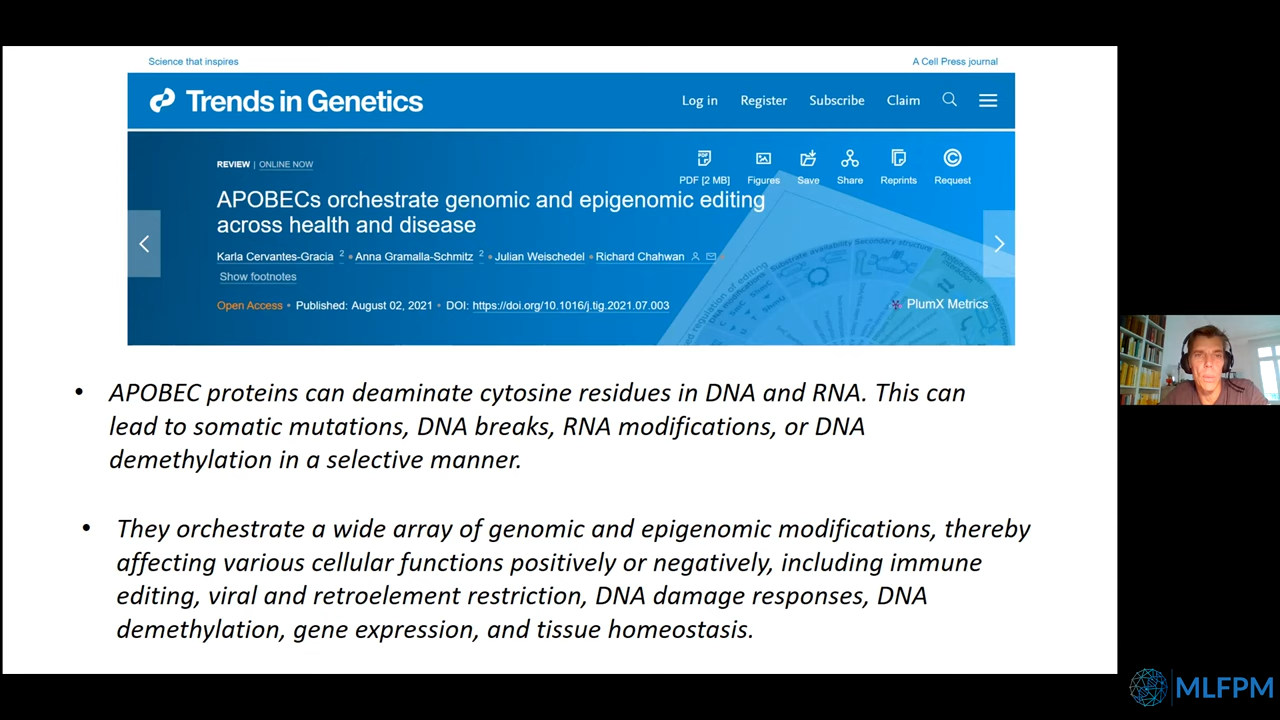 Science that inspires
A Cell Press journal
Trends in Genetics
Log in
Register
Subscribe
Claim
REVIEW | ONLINE NOW
PDF [2 MB]
Figures
Save
Share
Reprints
Request
APOBECs orchestrate genomic and epigenomic editing
across health and disease
Karla Cervantes-Gracia 2 • Anna Gramalla-Schmitz 2 • Julian Weischedel • Richard Chahwan
Show footnotes
Open Access • Published: August 02, 2021 • DOI: https://doi.org/10.1016/j.tig.2021.07.003
PlumX Metrics
substrate availability Secondary structure
• APOBEC proteins can deaminate cytosine residues in DNA and RNA. This can
lead to somatic mutations, DNA breaks, RNA modifications, or DNA
demethylation in a selective manner.
• They orchestrate a wide array of genomic and epigenomic modifications, thereby
affecting various cellular functions positively or negatively, including immune
editing, viral and retroelement restriction, DNA damage responses, DNA
demethylation, gene expression, and tissue homeostasis.
MLFPM